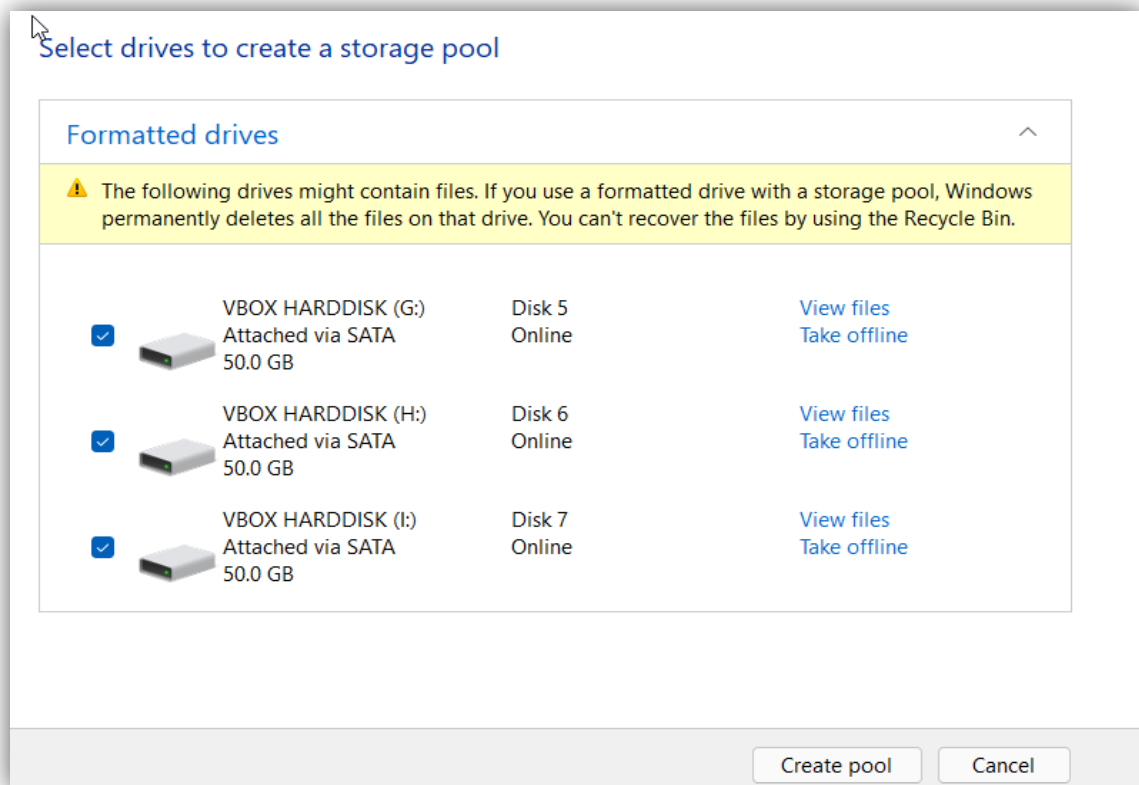 Select drives to create a storage pool
Formatted drives
The following drives might contain files. If you use a formatted drive with a storage pool, Windows
permanently deletes all the files on that drive. You can't recover the files by using the Recycle Bin.
VBOX HARDDISK (G:) Disk 5 View files
Attached via SATA Online Take offline
50.0 GB
VBOX HARDDISK (H:) Disk 6 View files
Attached via SATA Online Take offline
50.0 GB
VBOX HARDDISK (I:) Disk 7 View files
Attached via SATA Online Take offline
50.0 GB
Create pool Cancel